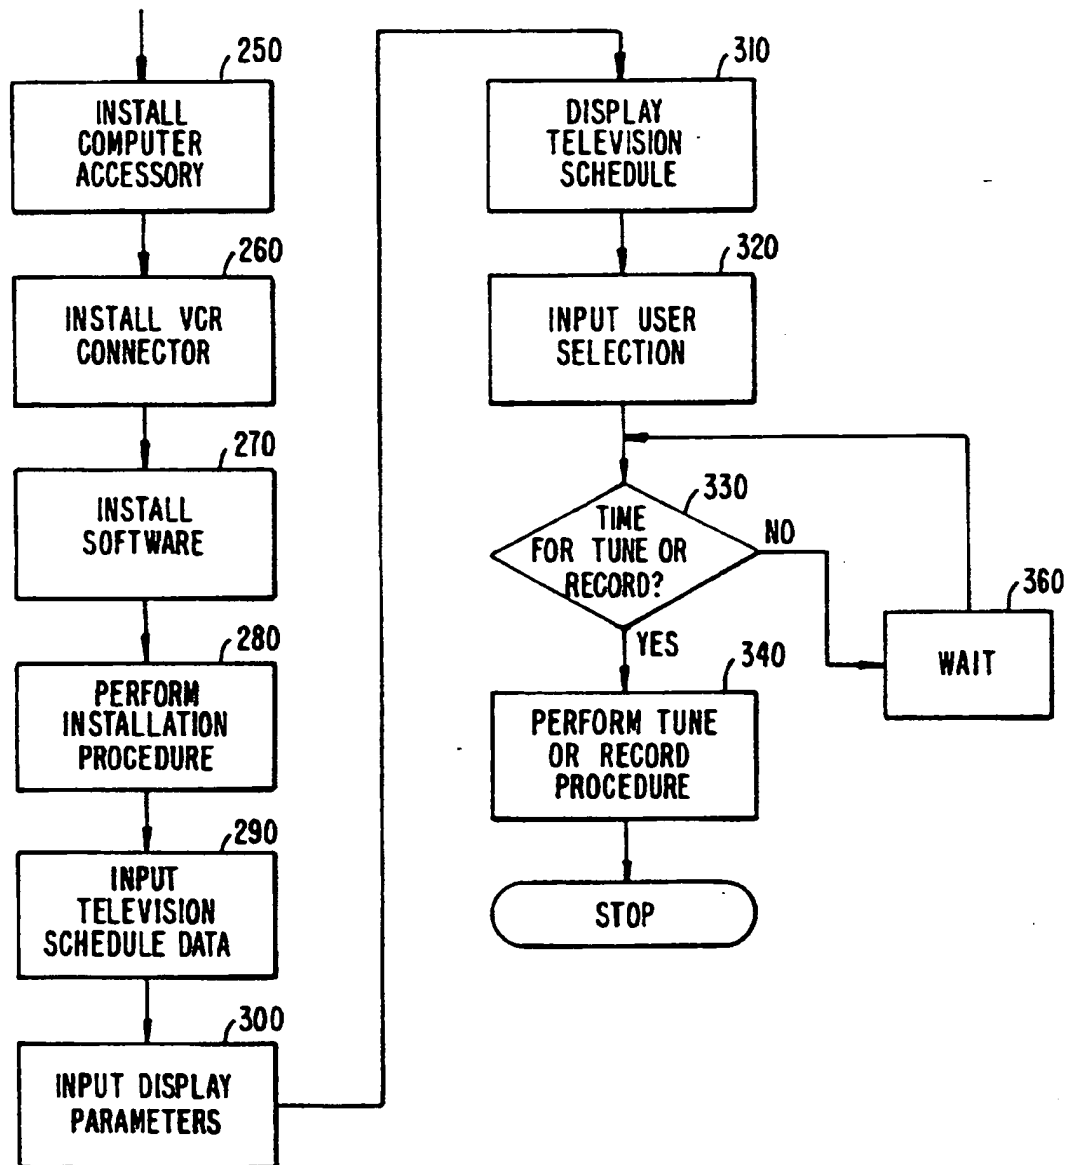 250
INSTALL
COMPUTER
ACCESSORY
260
INSTALL VCR
CONNECTOR
270
INSTALL
SOFTWARE
280
PERFORM
INSTALLATION
PROCEDURE
290
INPUT
TELEVISION
SCHEDULE DATA
300
INPUT DISPLAY
PARAMETERS
310
DISPLAY
TELEVISION
SCHEDULE
320
INPUT USER
SELECTION
330
TIME
FOR TUNE OR
RECORD?
NO
YES
360
WAIT
340
PERFORM TUNE
OR RECORD
PROCEDURE
STOP